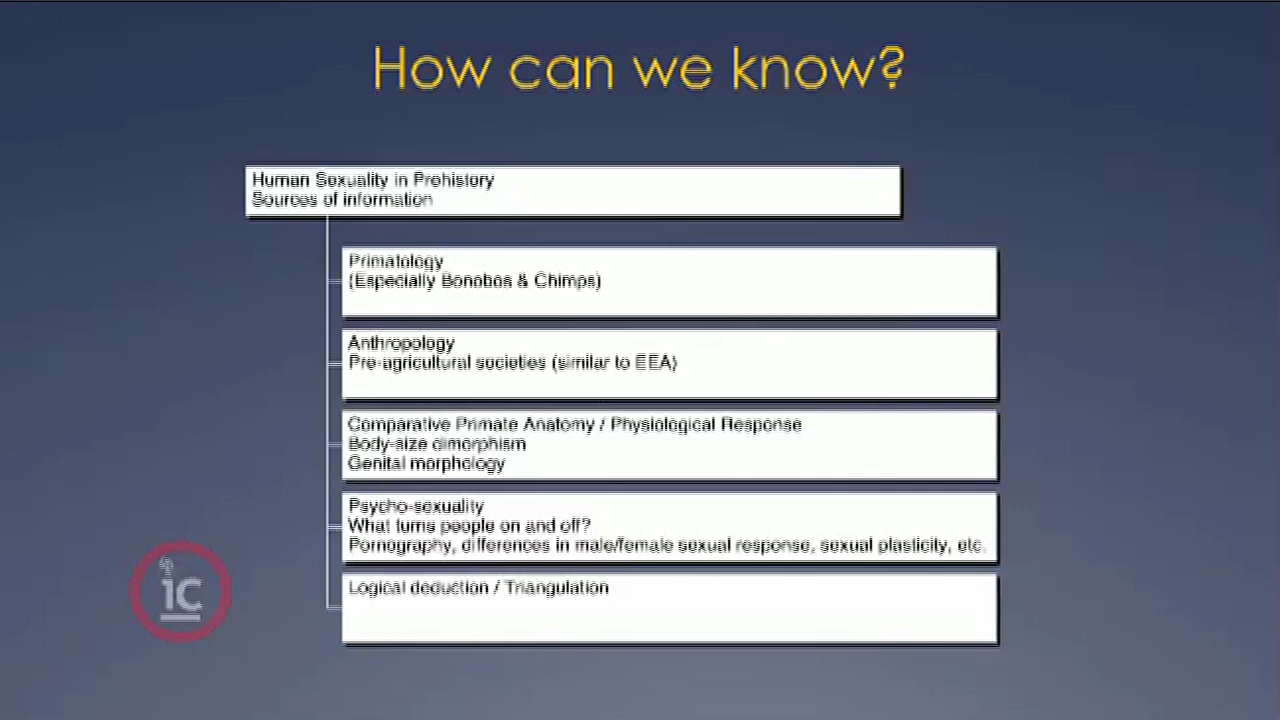 How can we know?
Human Sexuality in Prehistory
Sources of information
Primatology
(Especially Bonobos & Chimps)
Anthropology
Pre-agricultural societies (similar to EEA)
Comparative Primate Anatomy / Physiological Response
Body-size dimorphism
Genital morphology
Psycho-sexuality
What turns people on and off?
Pornography, differences in male/female sexual response, sexual plasticity, etc.
Logical deduction / Triangulation
1C